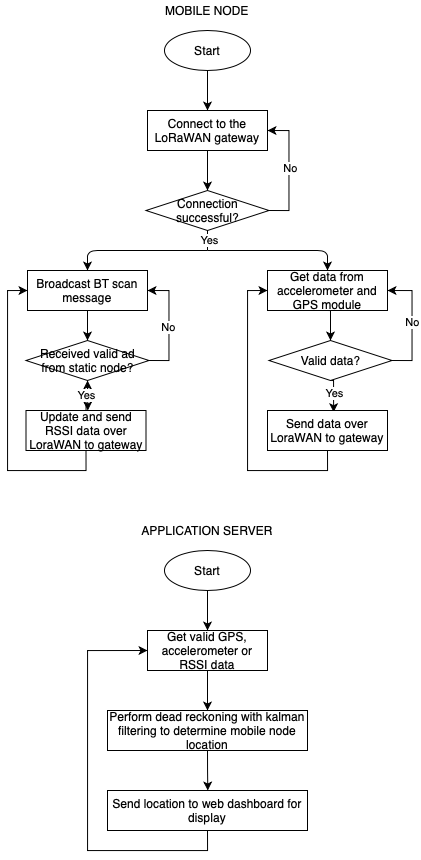 MOBILE NODE
Start
Connect to the
LoRaWAN gateway
No
Connection
successful?
Yes
Broadcast BT scan
message
No
Received valid ad
from static node?
Yes
Update and send
RSSI data over
LoraWAN to gateway
Get data from
accelerometer and
GPS module
No
Valid data?
Yes
Send data over
LoraWAN to gateway
APPLICATION SERVER
Start
Get valid GPS,
accelerometer or
RSSI data
Perform dead reckoning with kalman
filtering to determine mobile node
location
Send location to web dashboard for
display